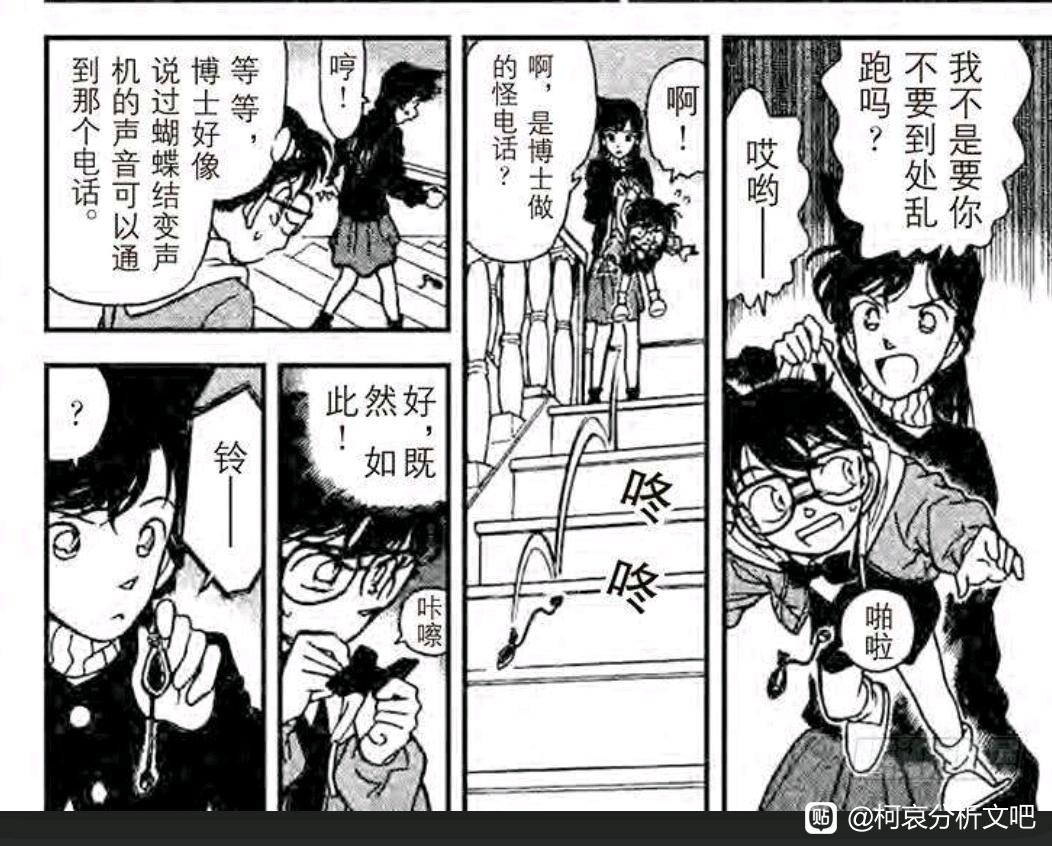 我不是要你
不要到处乱
跑吗？
哎哟——
啪啦
啊！
啊，是博士做
的怪电话？
咚
咚
哼！
等等，
博士好像
说过蝴蝶结变声
机的声音可以通
到那个电话。
好，既
然如
此！
咔嚓
铃——
？
贴 @柯哀分析文吧